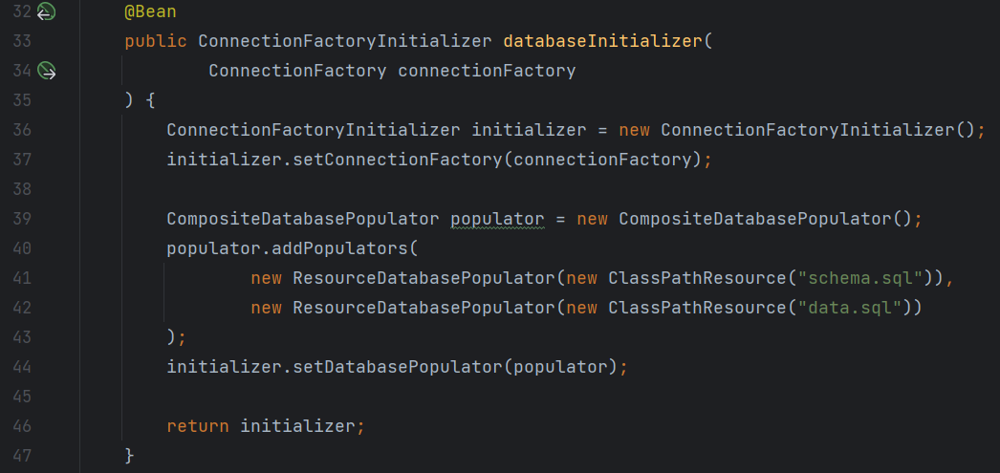 32 @Bean
33 public ConnectionFactoryInitializer databaseInitializer(
34 ConnectionFactory connectionFactory
35 ) {
36 ConnectionFactoryInitializer initializer = new ConnectionFactoryInitializer();
37 initializer.setConnectionFactory(connectionFactory);
38
39 CompositeDatabasePopulator populator = new CompositeDatabasePopulator();
40 populator.addPopulators(
41 new ResourceDatabasePopulator(new ClassPathResource("schema.sql")),
42 new ResourceDatabasePopulator(new ClassPathResource("data.sql"))
43 );
44 initializer.setDatabasePopulator(populator);
45
46 return initializer;
47 }